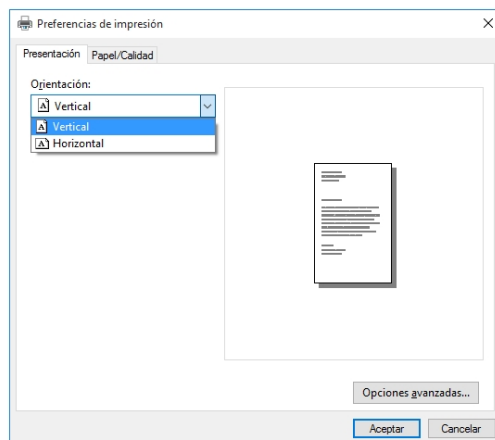 Preferencias de impresión
Presentación Papel/Calidad
Orientación:
Vertical
Vertical
Horizontal
Opciones avanzadas...
Aceptar Cancelar